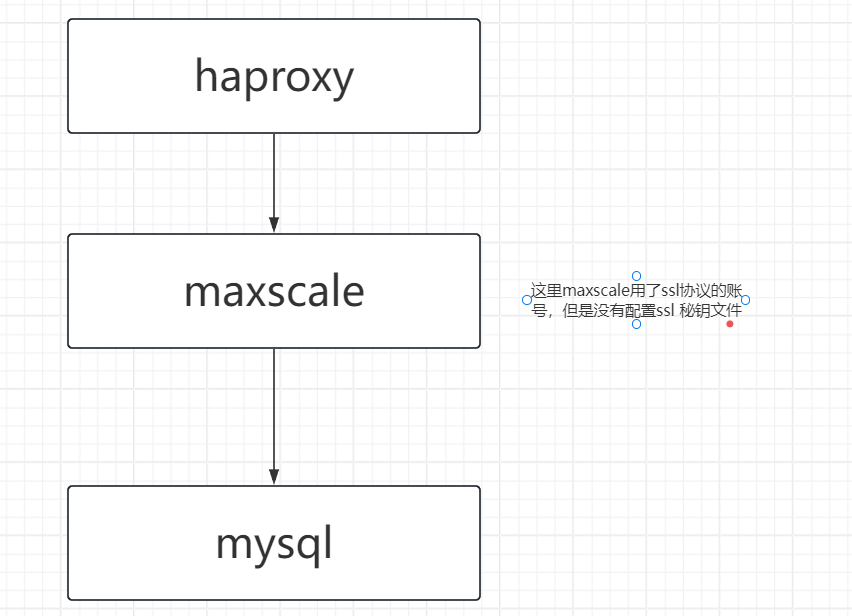 haproxy
maxscale
这里maxscale用了ssl协议的账
号，但是没有配置ssl 秘钥文件
mysql